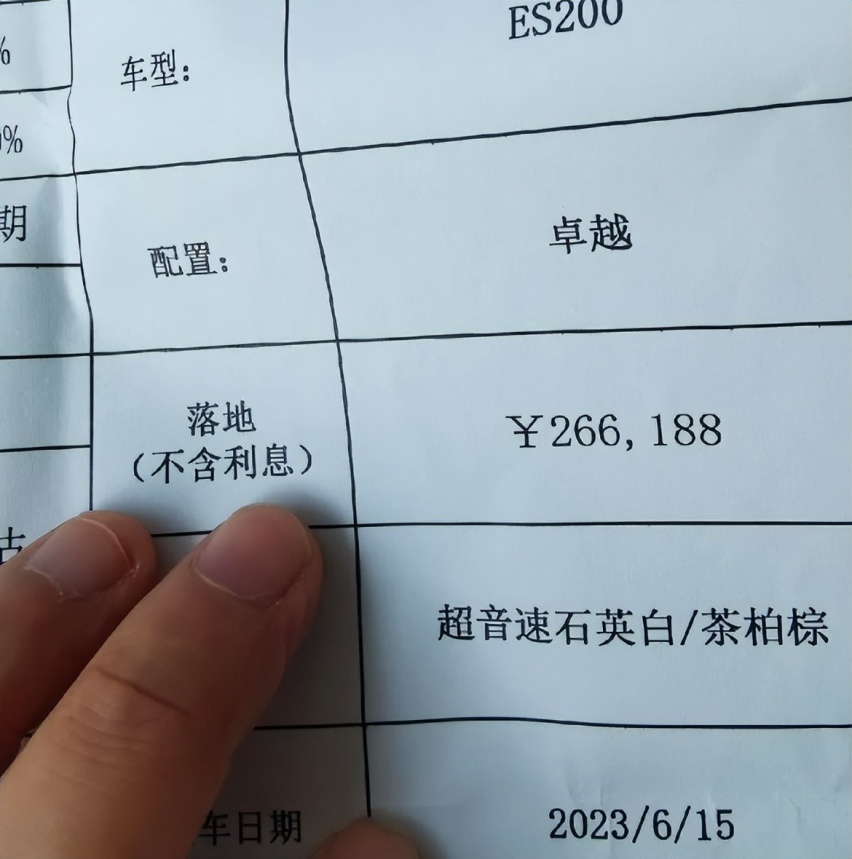 %
0%
期
车型：
ES200
配置：
卓越
落地
（不含利息）
￥266,188
超音速石英白/茶柏棕
车日期
2023/6/15